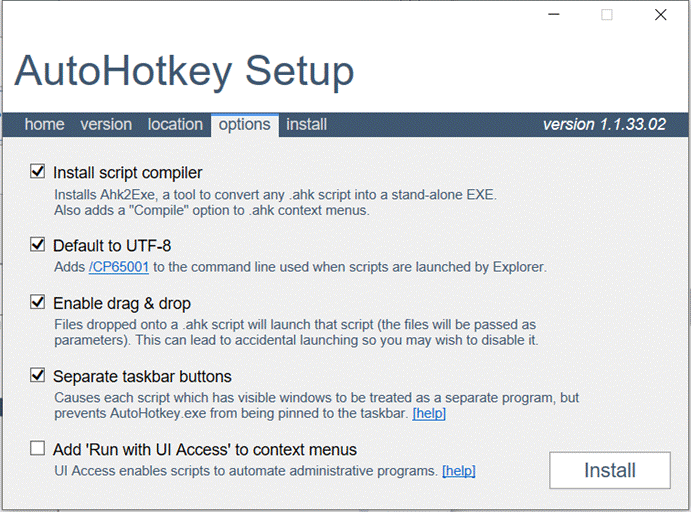 AutoHotkey Setup
home version location options install version 1.1.33.02
Install script compiler
Installs Ahk2Exe, a tool to convert any .ahk script into a stand-alone EXE.
Also adds a "Compile" option to .ahk context menus.
Default to UTF-8
Adds /CP65001 to the command line used when scripts are launched by Explorer.
Enable drag & drop
Files dropped onto a .ahk script will launch that script (the files will be passed as
parameters). This can lead to accidental launching so you may wish to disable it.
Separate taskbar buttons
Causes each script which has visible windows to be treated as a separate program, but
prevents AutoHotkey.exe from being pinned to the taskbar. [help]
Add 'Run with UI Access' to context menus
UI Access enables scripts to automate administrative programs. [help]
Install